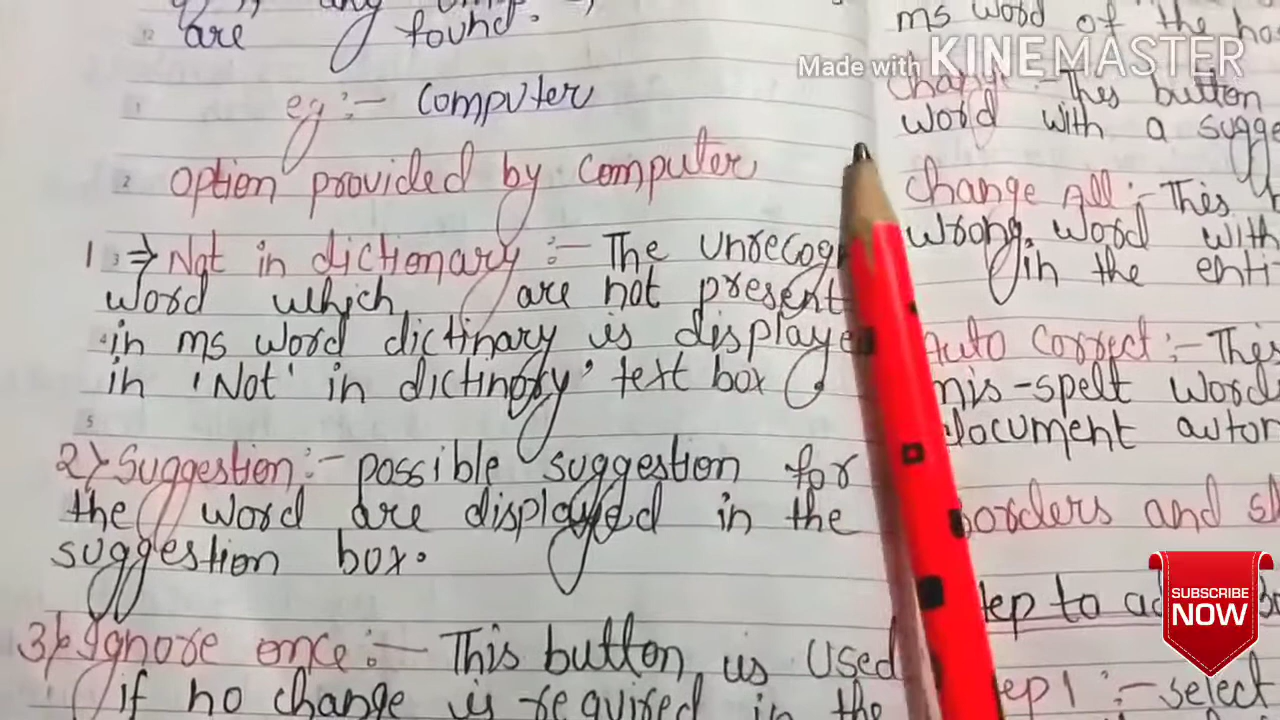 are found.
eg:- Computer
Option provided by Computer
1 ⇒ Not in dictionary :- The unrecog
word which are not present
in ms word dictinary is displaye
in 'Not' in dictinory' text box
2) Suggestion:- possible suggestion for
the word are displayed in the
suggestion box.
3) Ignore once:- This button is used
if no change is required in the
ms word of the
Made with KINEMASTER
Change :- This button
word with a sugge
Change All :- This
wrong word with
in the enti
Auto Correct :- This
mis-spelt word
document autom
borders and sh
step to ad
step 1 :- select
SUBSCRIBE
NOW